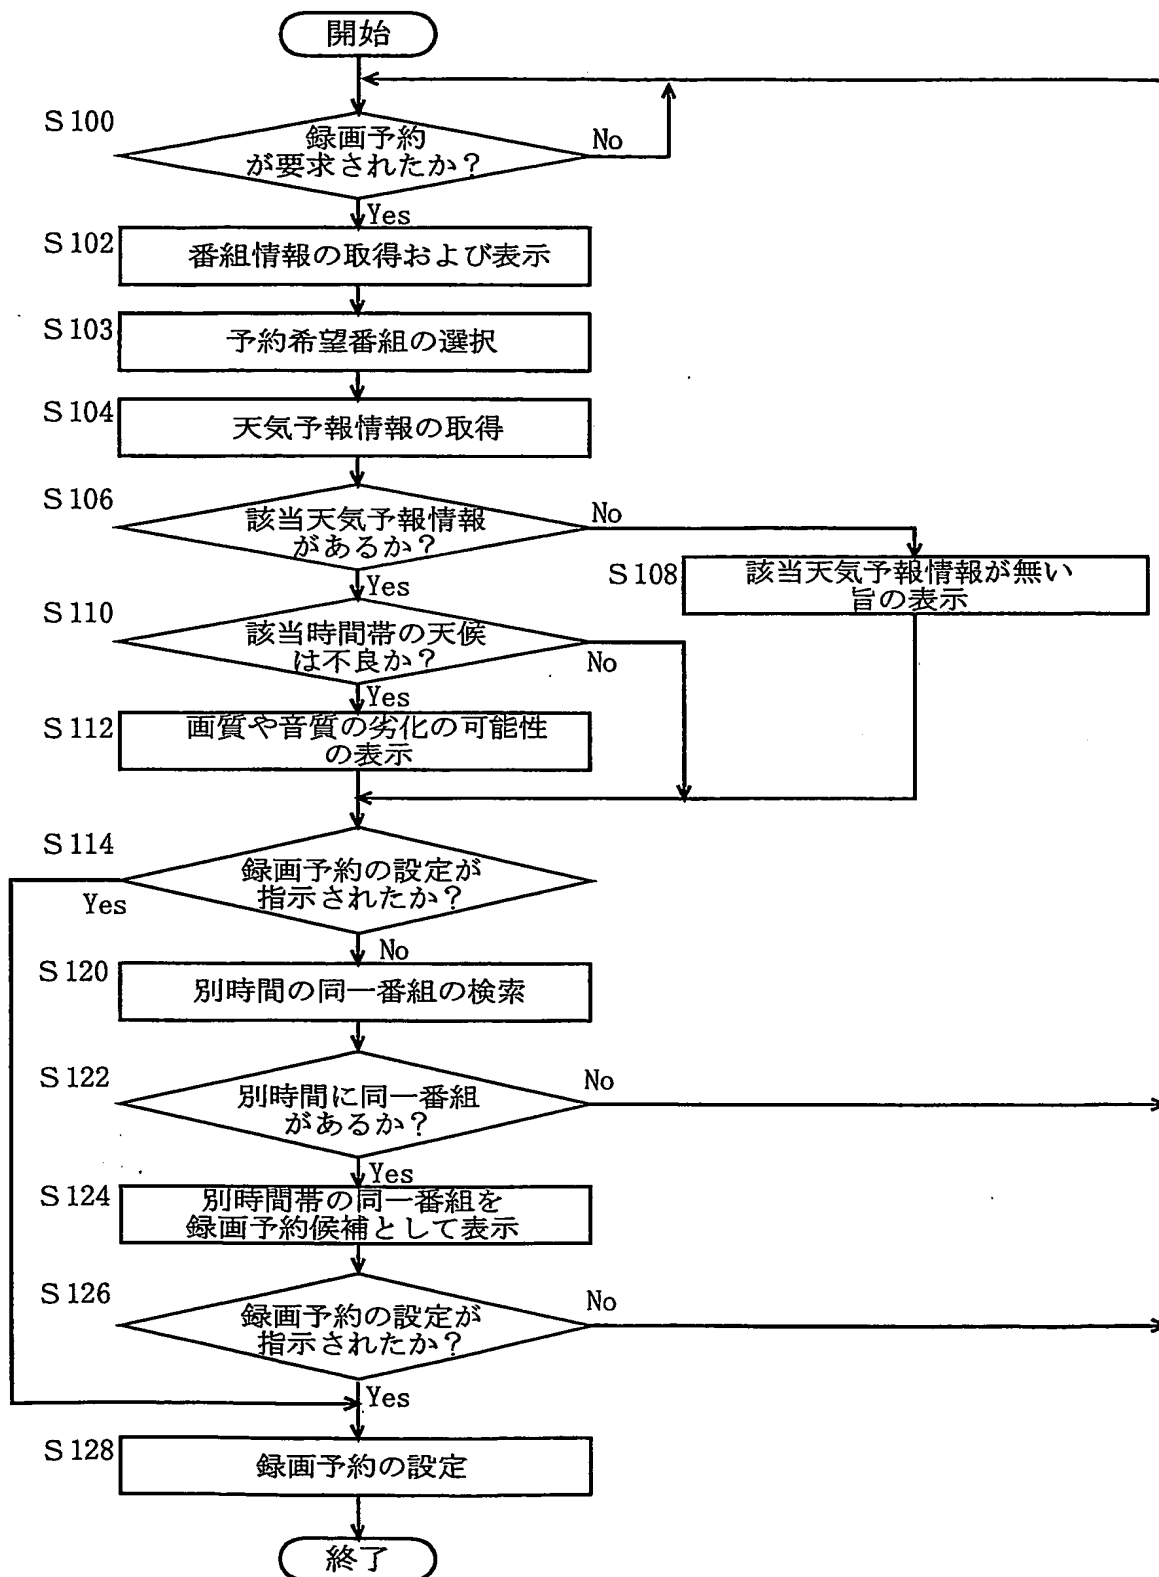 開始
S100
録画予約
が要求されたか?
No
Yes
S102
番組情報の取得および表示
S103
予約希望番組の選択
S104
天気予報情報の取得
S106
該当天気予報情報
があるか?
No
Yes
S108
該当天気予報情報が無い
旨の表示
S110
該当時間帯の天候
は不良か?
No
Yes
S112
画質や音質の劣化の可能性
の表示
S114
録画予約の設定が
指示されたか?
Yes
No
S120
別時間の同一番組の検索
S122
別時間に同一番組
があるか?
No
Yes
S124
別時間帯の同一番組を
録画予約候補として表示
S126
録画予約の設定が
指示されたか?
No
Yes
S128
録画予約の設定
終了